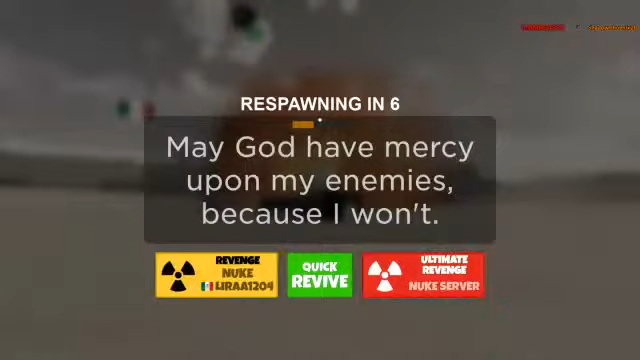 RESPAWNING IN 6
May God have mercy
upon my enemies,
because I won't.
REVENGE
NUKE
LIRAA1204
QUICK
REVIVE
ULTIMATE
REVENGE
NUKE SERVER